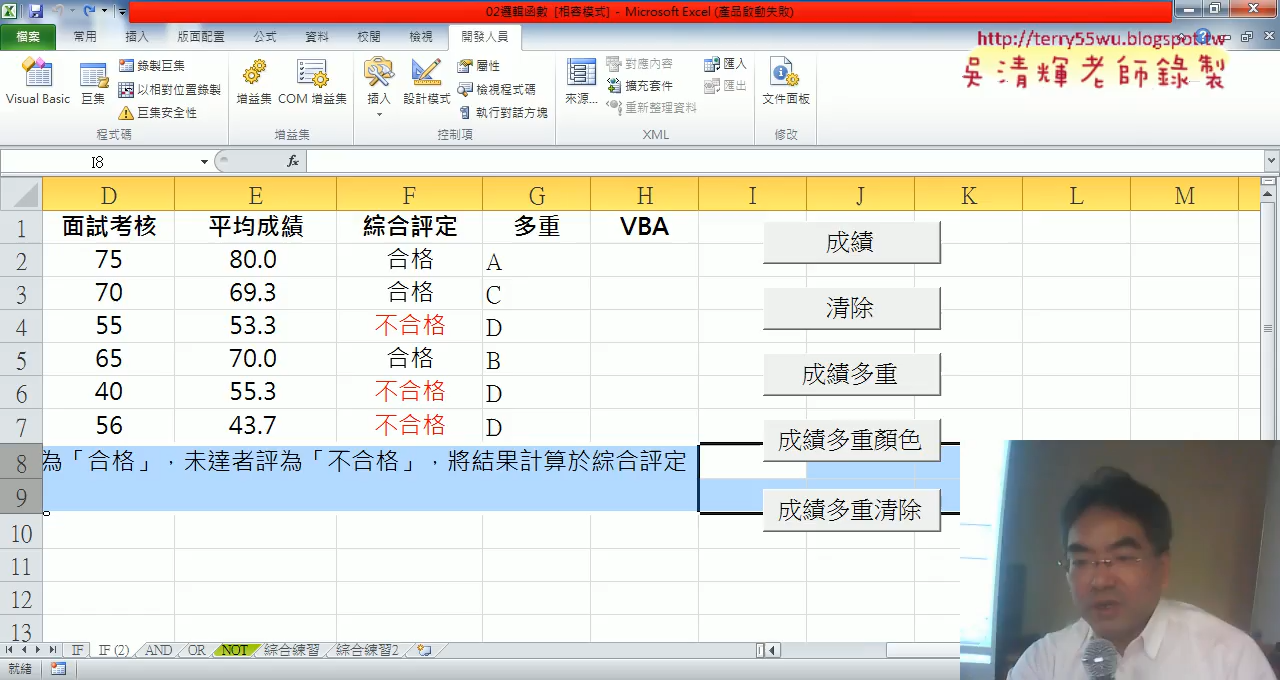 02邏輯函數 [相容模式] - Microsoft Excel (產品啟動失敗)
檔案 常用 插入 版面配置 公式 資料 校閱 檢視 開發人員
http://terry55wu.blogspot.tw
吳清輝老師錄製
Visual Basic 巨集 錄製巨集 以相對位置錄製 巨集安全性 增益集 COM 增益集 插入 設計模式 屬性 檢視程式碼 執行對話方塊 來源... 對應內容 擴充套件 重新整理資料 匯入 匯出 文件面板
程式碼 增益集 控制項 XML 修改
I8 fx
D E F G H I J K L M
1 面試考核 平均成績 綜合評定 多重 VBA
成績
2 75 80.0 合格 A
3 70 69.3 合格 C
清除
4 55 53.3 不合格 D
5 65 70.0 合格 B
成績多重
6 40 55.3 不合格 D
7 56 43.7 不合格 D
成績多重顏色
8 為「合格」，未達者評為「不合格」，將結果計算於綜合評定
9
成績多重清除
10
11
12
13
IF IF (2) AND OR NOT 綜合練習 綜合練習2
就緒